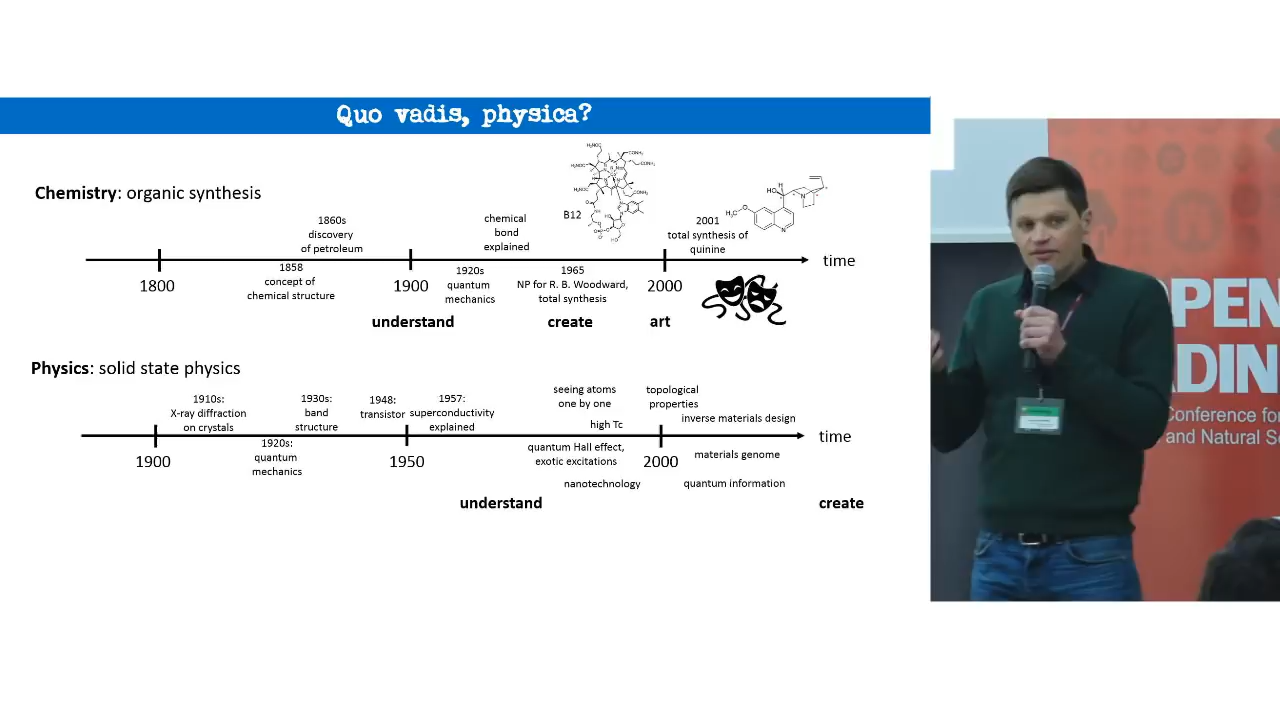 Quo vadis, physica?
Chemistry: organic synthesis
1860s
discovery
of petroleum
chemical
bond
explained
B12
2001
total synthesis of
quinine
time
1800
1858
concept of
chemical structure
1900
1920s
quantum
mechanics
1965
NP for R. B. Woodward,
total synthesis
2000
understand
create
art
Physics: solid state physics
1910s:
X-ray diffraction
on crystals
1930s:
band
structure
1948:
transistor
1957:
superconductivity
explained
seeing atoms
one by one
high Tc
topological
properties
inverse materials design
time
1900
1920s:
quantum
mechanics
1950
quantum Hall effect,
exotic excitations
nanotechnology
2000
materials genome
quantum information
understand
create
PEN
DIN
Conference for
and Natural